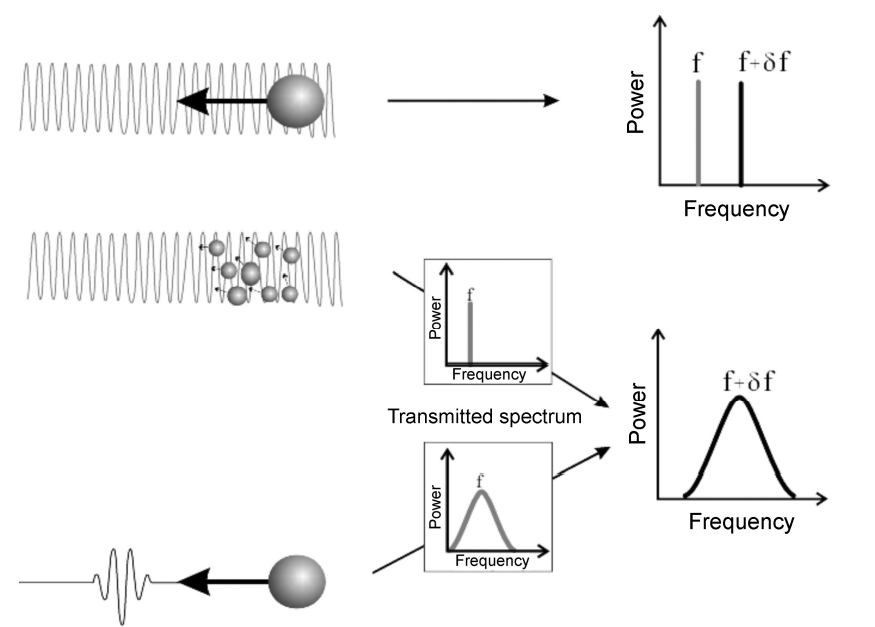 f f+δf
Power
Frequency
f
Power
Frequency
Transmitted spectrum
f+δf
Power
Frequency
f
Power
Frequency